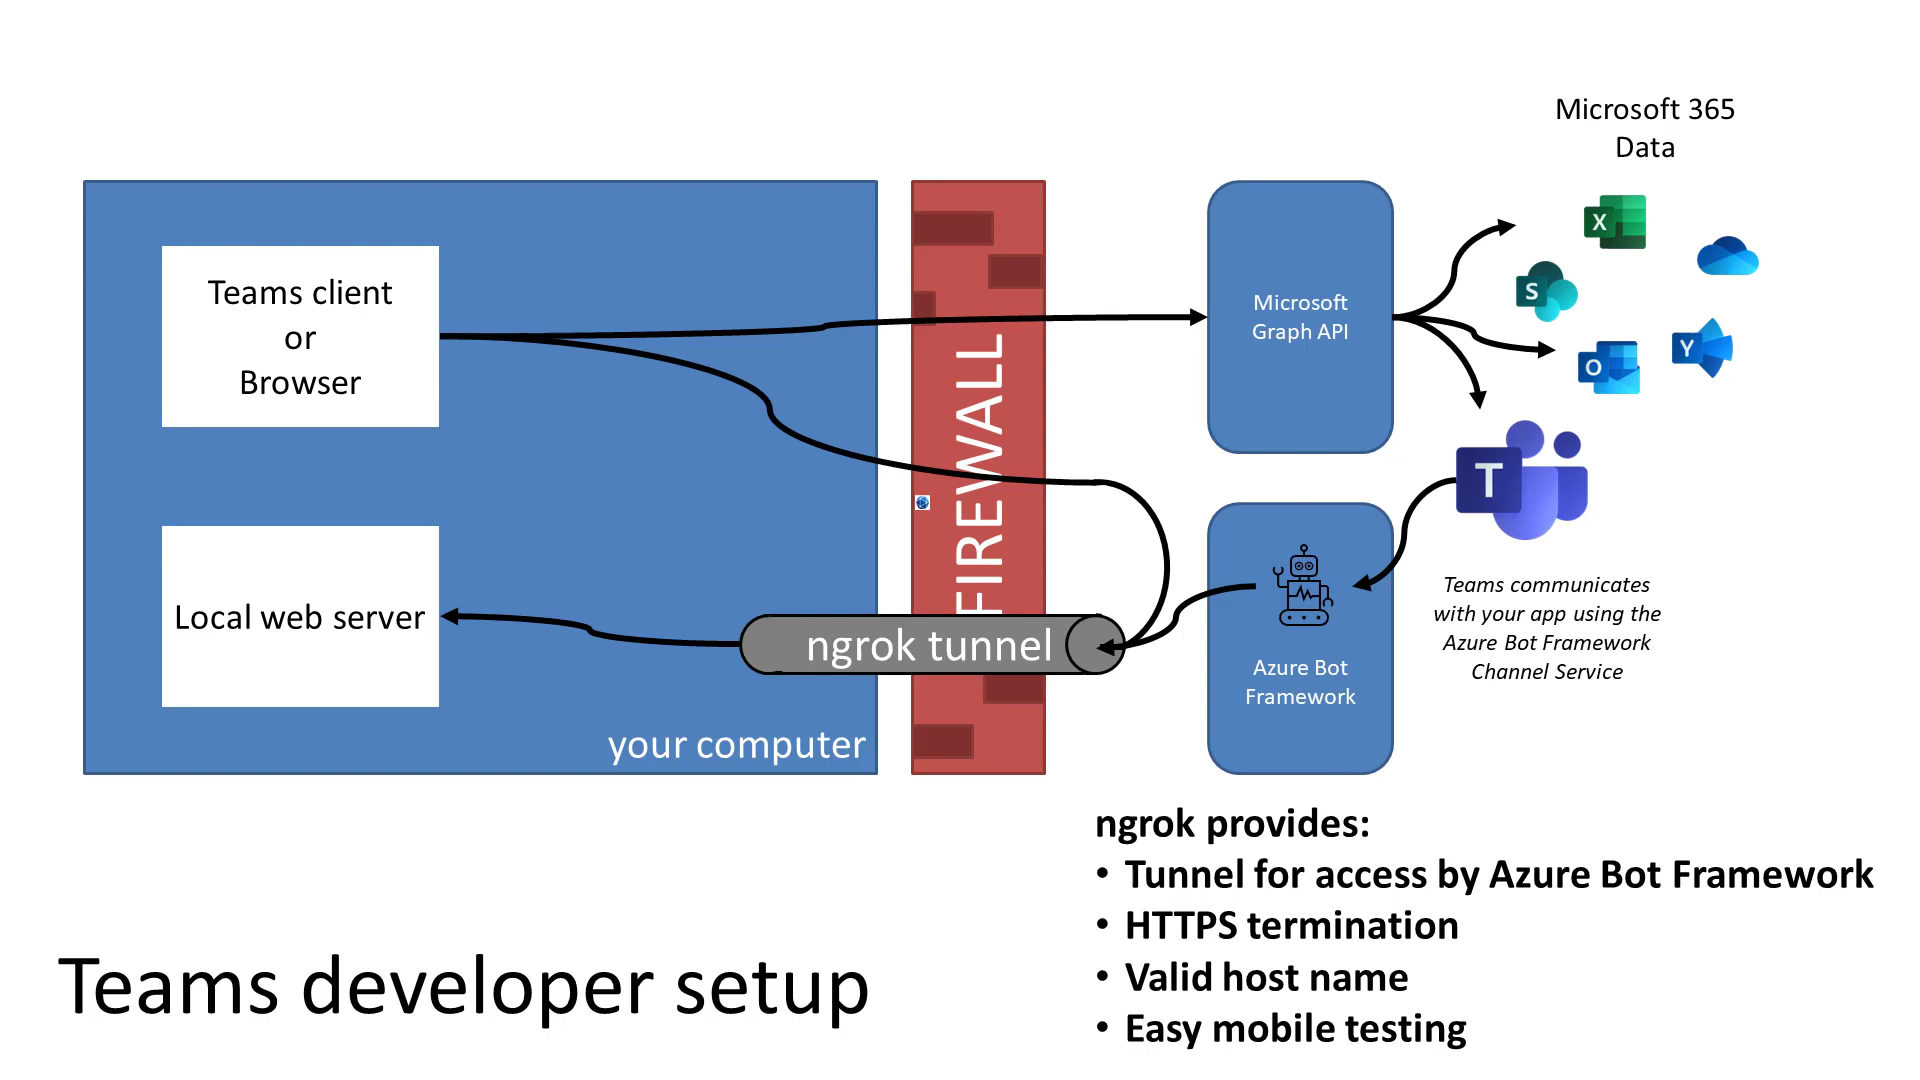 Microsoft 365
Data
Teams client
or
Browser
Local web server
your computer
FIREWALL
ngrok tunnel
Microsoft
Graph API
X
S
O
Y
T
Azure Bot
Framework
Teams communicates
with your app using the
Azure Bot Framework
Channel Service
ngrok provides:
• Tunnel for access by Azure Bot Framework
• HTTPS termination
• Valid host name
• Easy mobile testing
Teams developer setup